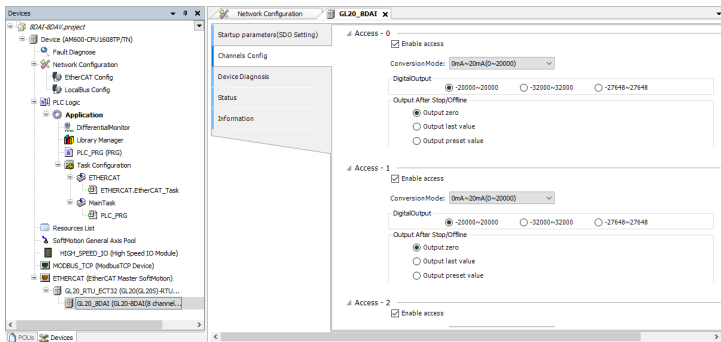 Devices
8DAI-8DAV.project
Device (AM600-CPU1608TP/TN)
Fault Diagnose
Network Configuration
EtherCAT Config
LocalBus Config
PLC Logic
Application
DifferentialMonitor
Library Manager
PLC_PRG (PRG)
Task Configuration
ETHERCAT
ETHERCAT.EtherCAT_Task
MainTask
PLC_PRG
Resources List
SoftMotion General Axis Pool
HIGH_SPEED_IO (High Speed IO Module)
MODBUS_TCP (ModbusTCP Device)
ETHERCAT (EtherCAT Master SoftMotion)
GL20_RTU_ECT32 (GL20(GL20S)-RTU...
GL20_8DAI (GL20-8DAI(8 channel...
POUs
Devices
Network Configuration
GL20_8DAI
Startup parameters(SDO Setting)
Channels Config
Device Diagnosis
Status
Information
Access - 0
Enable access
ConversionMode: 0mA~20mA(0~20000)
DigitalOutput
-20000~20000 -32000~32000 -27648~27648
Output After Stop/Offline
Output zero
Output last value
Output preset value
Access - 1
Enable access
ConversionMode: 0mA~20mA(0~20000)
DigitalOutput
-20000~20000 -32000~32000 -27648~27648
Output After Stop/Offline
Output zero
Output last value
Output preset value
Access - 2
Enable access